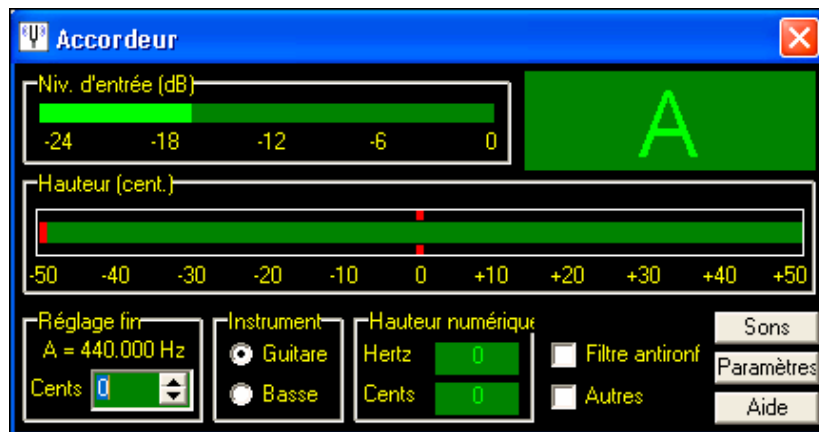 Accordeur
Niv. d'entrée (dB)
-24 -18 -12 -6 0
A
Hauteur (cent.)
-50 -40 -30 -20 -10 0 +10 +20 +30 +40 +50
Réglage fin
A = 440.000 Hz
Cents 0
Instrument
Guitare
Basse
Hauteur numérique
Hertz 0
Cents 0
Filtre antironf
Autres
Sons
Paramètres
Aide